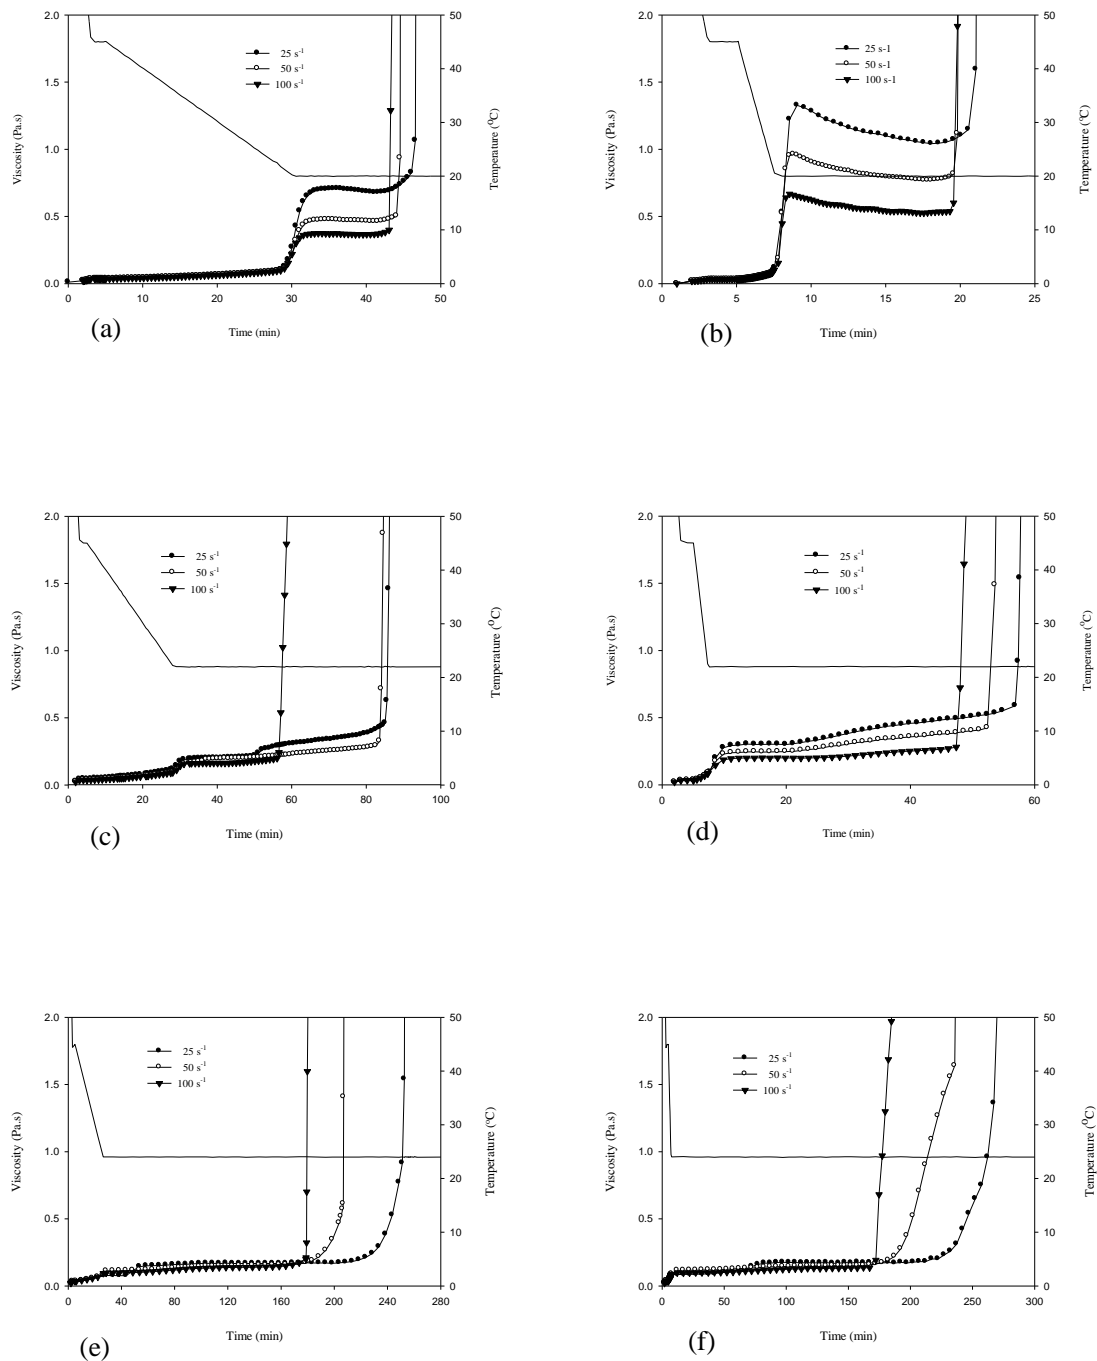 2.0 50 2.0 50
25 s-1 25 s-1
50 s-1 50 s-1
100 s-1 100 s-1
1.5 40 1.5 40
Viscosity (Pa.s) Temperature (OC) Viscosity (Pa.s) Temperature (°C)
1.0 30 1.0 30
20 20
0.5 0.5
10 10
0.0 0 0.0 0
0 10 20 30 40 50 0 5 10 15 20 25
(a) Time (min) (b) Time (min)
2.0 50 2.0 50
25 s-1 25 s-1
50 s-1 50 s-1
100 s-1 100 s-1
1.5 40 1.5 40
Viscosity (Pa.s) Temperature (OC) Viscosity (Pa.s) Temperature (°C)
1.0 30 1.0 30
20 20
0.5 0.5
10 10
0.0 0 0.0 0
0 20 40 60 80 100 0 20 40 60
(c) Time (min) (d) Time (min)
2.0 50 2.0 50
25 s-1 25 s-1
50 s-1 50 s-1
100 s-1 100 s-1
1.5 40 1.5 40
Viscosity (Pa.s) Temperature (°C) Viscosity (Pa.s) Temperature (OC)
1.0 30 1.0 30
20 20
0.5 0.5
10 10
0.0 0 0.0 0
0 40 80 120 160 200 240 280 0 50 100 150 200 250 300
(e) Time (min) (f) Time (min)